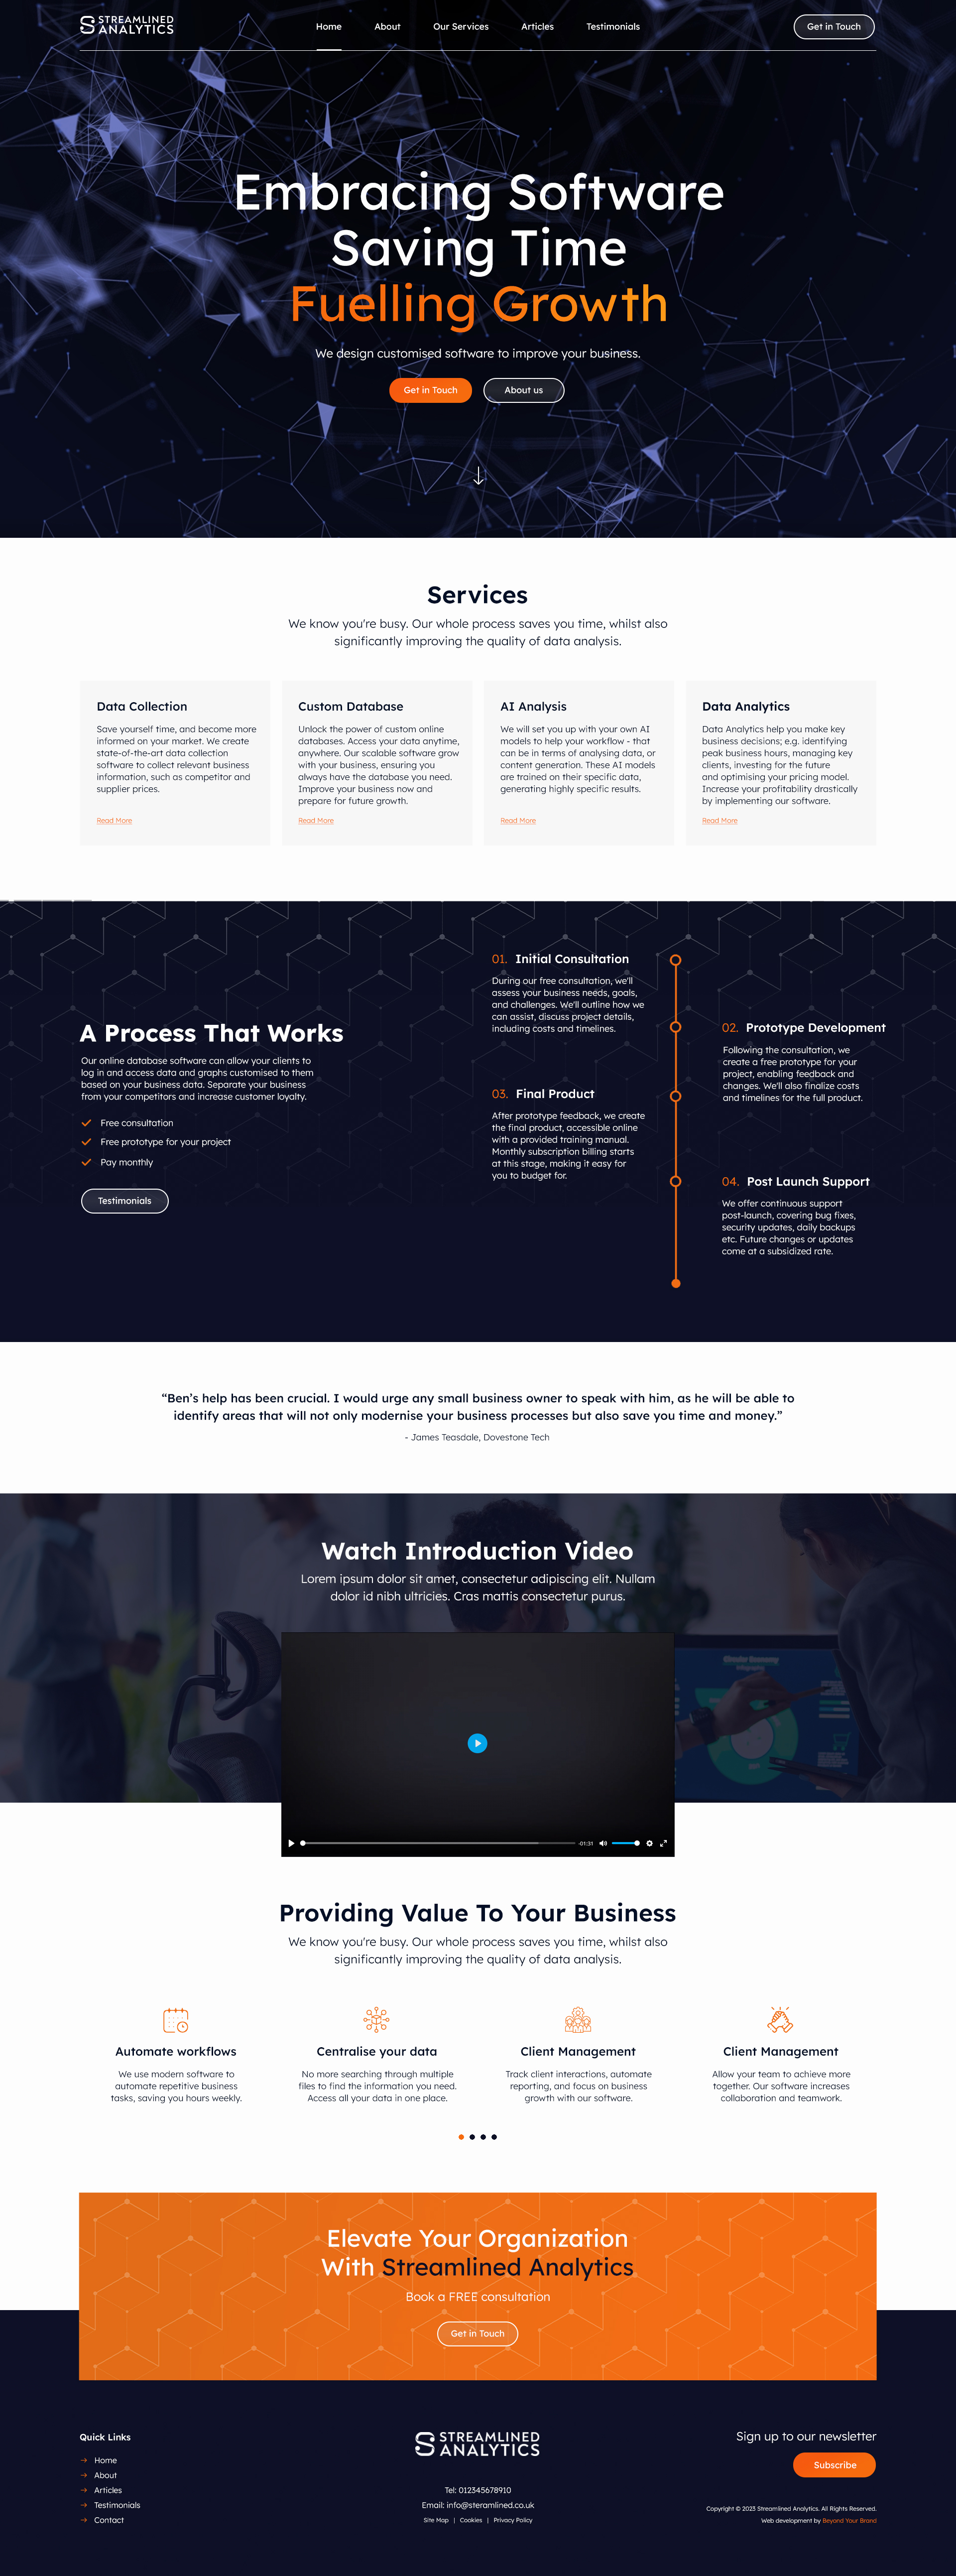 STREAMLINED
ANALYTICS
Home
About
Our Services
Articles
Testimonials
Get in Touch
Embracing Software
Saving Time
Fuelling Growth
We design customised software to improve your business.
Get in Touch
About us
Services
We know you're busy. Our whole process saves you time, whilst also
significantly improving the quality of data analysis.
Data Collection
Save yourself time, and become more
informed on your market. We create
state-of-the-art data collection
software to collect relevant business
information, such as competitor and
supplier prices.
Read More
Custom Database
Unlock the power of custom online
databases. Access your data anytime,
anywhere. Our scalable software grow
with your business, ensuring you
always have the database you need.
Improve your business now and
prepare for future growth.
Read More
AI Analysis
We will set you up with your own AI
models to help your workflow - that
can be in terms of analysing data, or
content generation. These AI models
are trained on their specific data,
generating highly specific results.
Read More
Data Analytics
Data Analytics help you make key
business decisions; e.g. identifying
peak business hours, managing key
clients, investing for the future
and optimising your pricing model.
Increase your profitability drastically
by implementing our software.
Read More
A Process That Works
Our online database software can allow your clients to
log in and access data and graphs customised to them
based on your business data. Separate your business
from your competitors and increase customer loyalty.
Free consultation
Free prototype for your project
Pay monthly
Testimonials
01. Initial Consultation
During our free consultation, we'll
assess your business needs, goals,
and challenges. We'll outline how we
can assist, discuss project details,
including costs and timelines.
02. Prototype Development
Following the consultation, we
create a free prototype for your
project, enabling feedback and
changes. We'll also finalize costs
and timelines for the full product.
03. Final Product
After prototype feedback, we create
the final product, accessible online
with a provided training manual.
Monthly subscription billing starts
at this stage, making it easy for
you to budget for.
04. Post Launch Support
We offer continuous support
post-launch, covering bug fixes,
security updates, daily backups
etc. Future changes or updates
come at a subsidized rate.
“Ben’s help has been crucial. I would urge any small business owner to speak with him, as he will be able to
identify areas that will not only modernise your business processes but also save you time and money.”
- James Teasdale, Dovestone Tech
Watch Introduction Video
Lorem ipsum dolor sit amet, consectetur adipiscing elit. Nullam
dolor id nibh ultricies. Cras mattis consectetur purus.
Circular Economy
-01:31
Providing Value To Your Business
We know you're busy. Our whole process saves you time, whilst also
significantly improving the quality of data analysis.
Automate workflows
We use modern software to
automate repetitive business
tasks, saving you hours weekly.
Centralise your data
No more searching through multiple
files to find the information you need.
Access all your data in one place.
Client Management
Track client interactions, automate
reporting, and focus on business
growth with our software.
Client Management
Allow your team to achieve more
together. Our software increases
collaboration and teamwork.
Elevate Your Organization
With Streamlined Analytics
Book a FREE consultation
Get in Touch
Quick Links
Home
About
Articles
Testimonials
Contact
STREAMLINED
ANALYTICS
Tel: 012345678910
Email: info@steramlined.co.uk
Site Map | Cookies | Privacy Policy
Sign up to our newsletter
Subscribe
Copyright © 2023 Streamlined Analytics. All Rights Reserved.
Web development by Beyond Your Brand